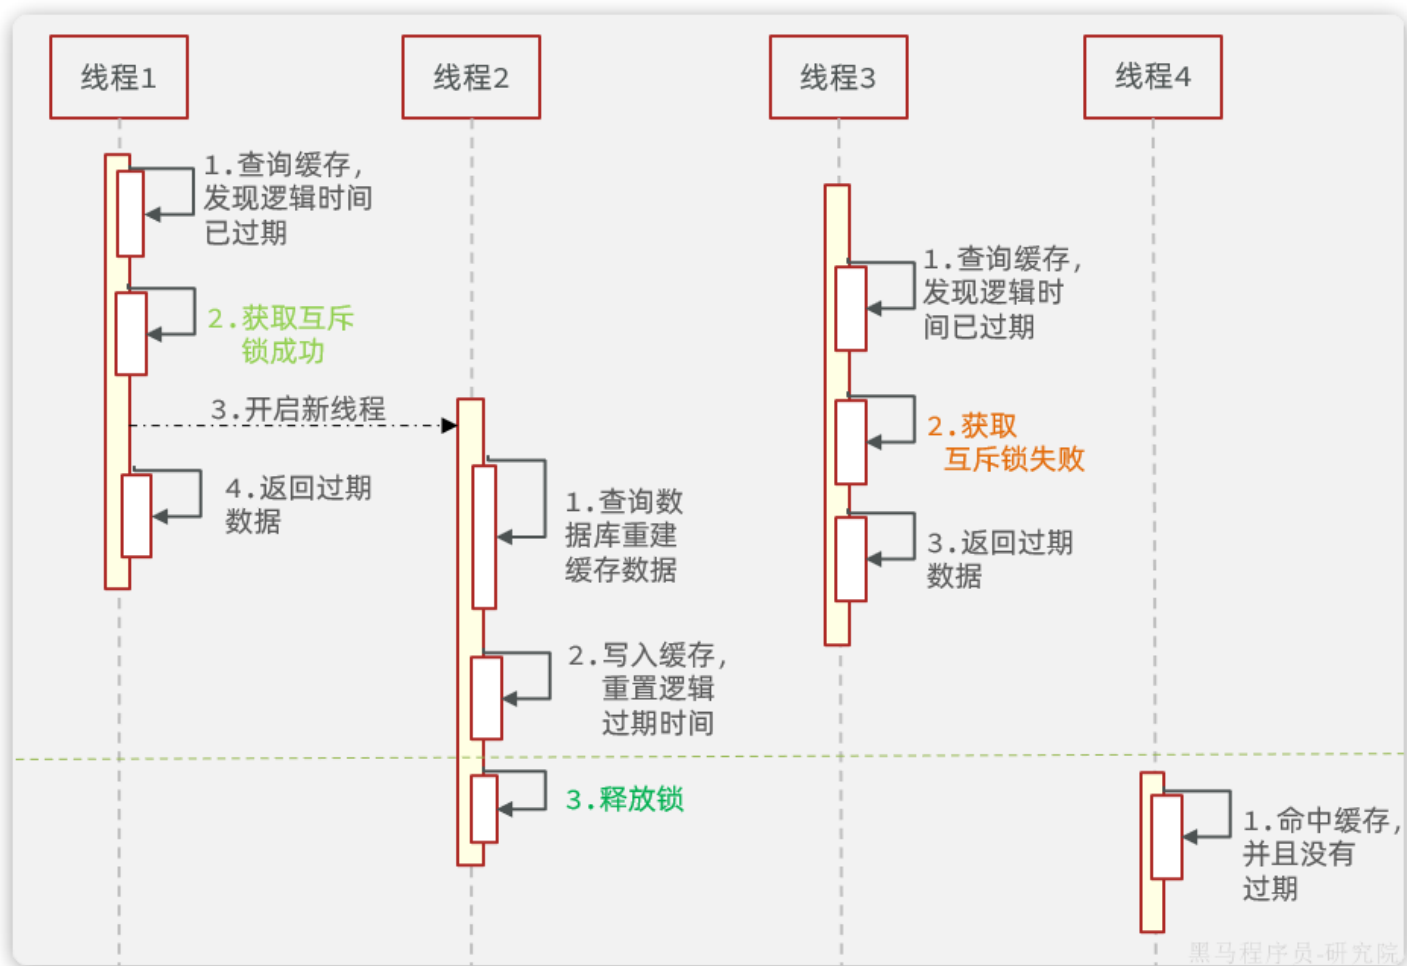 线程1
线程2
线程3
线程4
1.查询缓存,
发现逻辑时间
已过期
2.获取互斥
锁成功
3.开启新线程
4.返回过期
数据
1.查询数
据库重建
缓存数据
2.写入缓存,
重置逻辑
过期时间
3.释放锁
1.查询缓存,
发现逻辑时
间已过期
2.获取
互斥锁失败
3.返回过期
数据
1.命中缓存,
并且没有
过期
黑马程序员-研究院